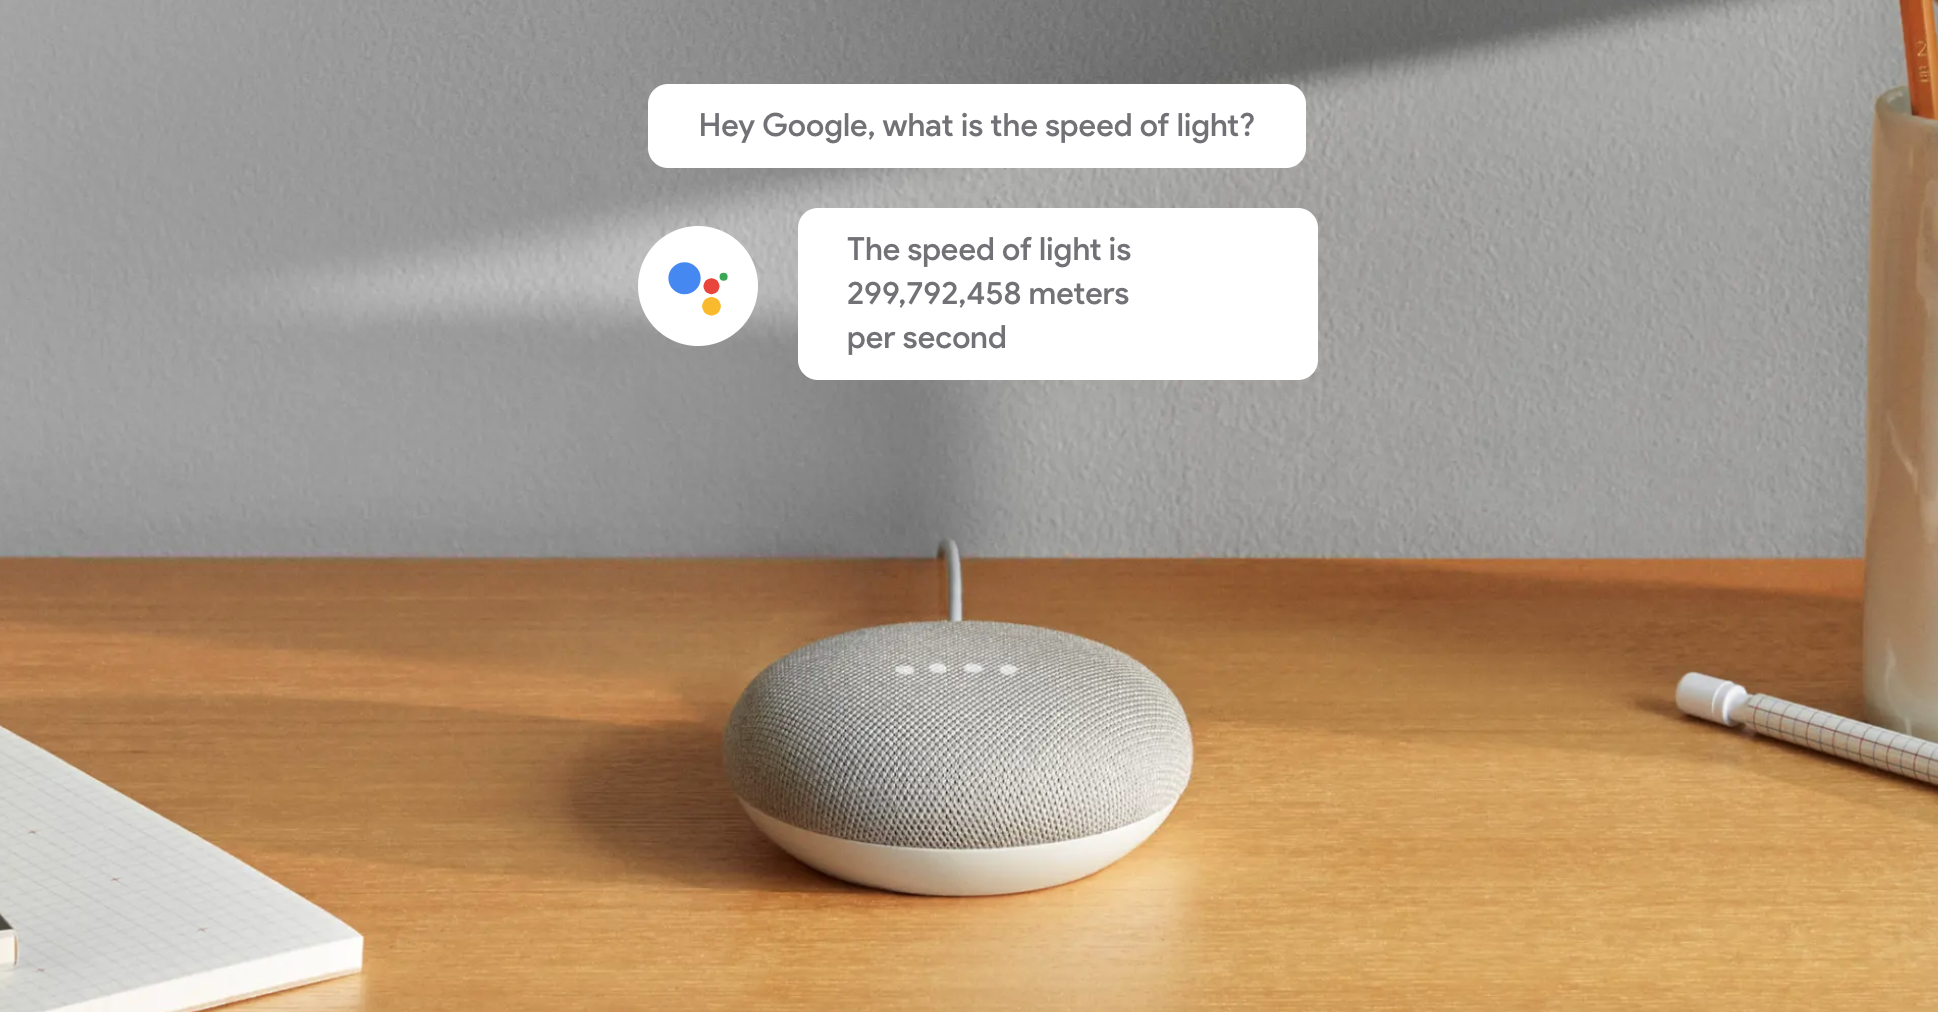 Hey Google, what is the speed of light?
The speed of light is
299,792,458 meters
per second